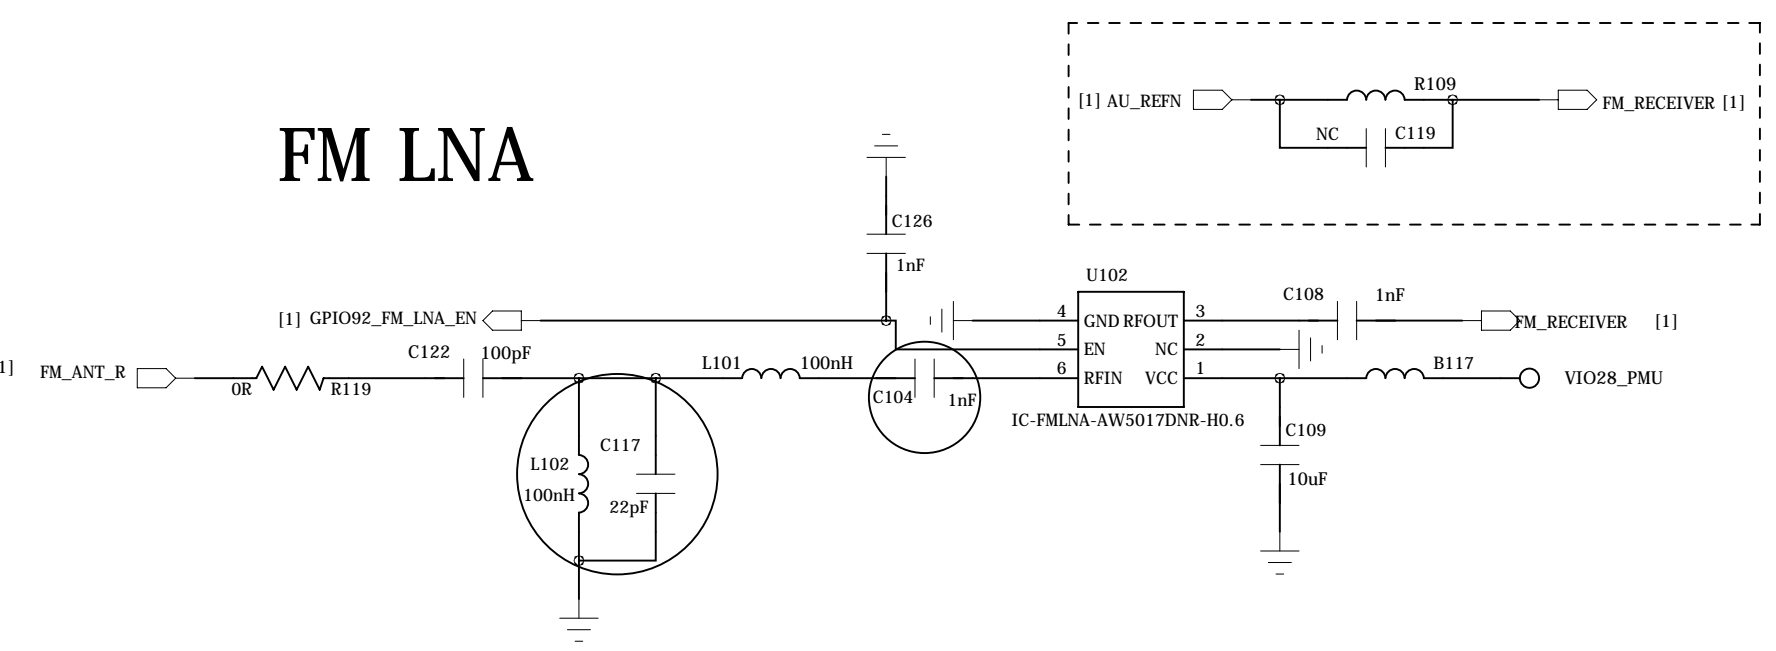 FM LNA
[1] AU_REFN
R109
FM_RECEIVER [1]
NC
C119
C126
1nF
U102
[1] GPIO92_FM_LNA_EN
4
GND
RFOUT
3
C108
1nF
FM_RECEIVER
[1]
5
EN
NC
2
1]
FM_ANT_R
0R
R119
C122
100pF
L101
100nH
C104
1nF
6
RFIN
VCC
1
B117
VIO28_PMU
IC-FMLNA-AW5017DNR-H0.6
C109
10uF
L102
100nH
C117
22pF